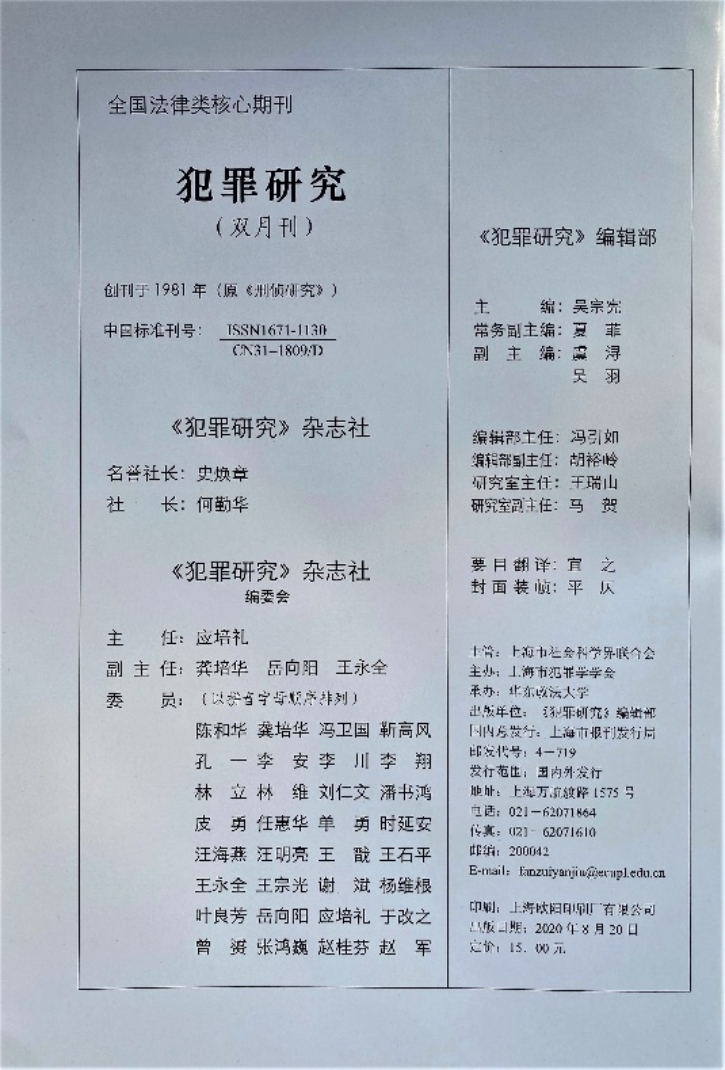 全国法律类核心期刊
犯罪研究
（双月刊）
创刊于1981年（原《刑侦研究》）
中国标准刊号： ISSN1671-1130
CN31-1809/D
《犯罪研究》杂志社
名誉社长：史焕章
社 长：何勤华
《犯罪研究》杂志社
编委会
主 任：应培礼
副 主 任：龚培华 岳向阳 王永全
委 员：（以拼音字母顺序排列）
陈和华 龚培华 冯卫国 靳高风
孔 一 李 安 李 川 李 翔
林 立 林 维 刘仁文 潘书鸿
皮 勇 任惠华 单 勇 时延安
汪海燕 汪明亮 王 戬 王石平
王永全 王宗光 谢 斌 杨维根
叶良芳 岳向阳 应培礼 于改之
曾 赟 张鸿巍 赵桂芬 赵 军
《犯罪研究》编辑部
主 编：吴宗宪
常务副主编：夏 菲
副 主 编：虞 浔
吴 羽
编辑部主任：冯引如
编辑部副主任：胡裕岭
研究室主任：王瑞山
研究室副主任：马 贺
要目翻译：宜 之
封面装帧：平 仄
主管：上海市社会科学界联合会
主办：上海市犯罪学学会
承办：华东政法大学
出版单位：《犯罪研究》编辑部
国内总发行：上海市报刊发行局
邮发代号：4－719
发行范围：国内外发行
地址：上海万航渡路1575号
电话：021－62071864
传真：021－62071610
邮编：200042
E-mail：fanzuiyanjiu@ecupl.edu.cn
印刷：上海欧阳印刷厂有限公司
出版日期：2020年8月20日
定价：15．00元